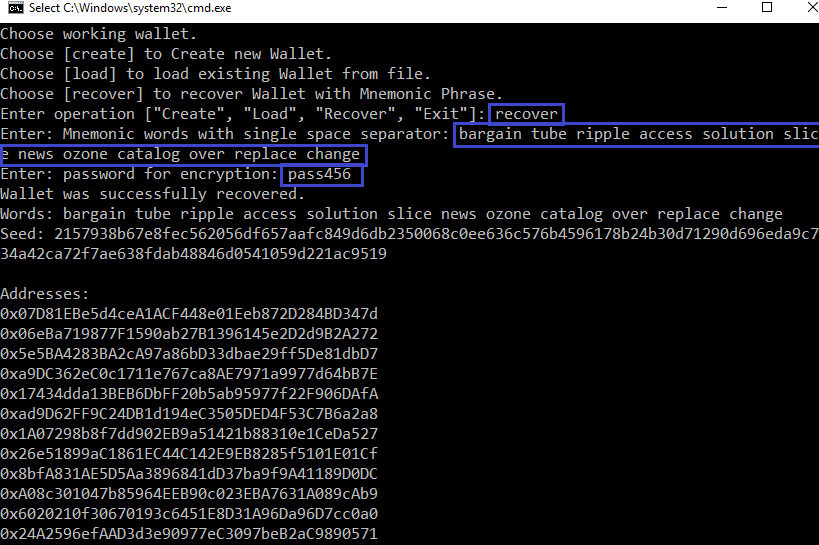 Select C:\Windows\system32\cmd.exe
Choose working wallet.
Choose [create] to Create new Wallet.
Choose [load] to load existing Wallet from file.
Choose [recover] to recover Wallet with Mnemonic Phrase.
Enter operation ["Create", "Load", "Recover", "Exit"]: recover
Enter: Mnemonic words with single space separator: bargain tube ripple access solution slic
e news ozone catalog over replace change
Enter: password for encryption: pass456
Wallet was successfully recovered.
Words: bargain tube ripple access solution slice news ozone catalog over replace change
Seed: 2157938b67e8fec562056df657aafc849d6db2350068c0ee636c576b4596178b24b30d71290d696eda9c7
34a42ca72f7ae638fdab48846d0541059d221ac9519
Addresses:
0x07D81EBe5d4ceA1ACF448e01Eeb872D284BD347d
0x06eBa719877F1590ab27B1396145e2D2d9B2A272
0x5e5BA4283BA2cA97a86bD33dbae29ff5De81dbD7
0xa9DC362eC0c1711e767ca8AE7971a9977d64bB7E
0x17434dda13BEB6DbFF20b5ab95977f22F906DAfA
0xad9D62FF9C24DB1d194eC3505DED4F53C7B6a2a8
0x1A07298b8f7dd902EB9a51421b88310e1CeDa527
0x26e51899aC1861EC44C142E9EB8285f5101E01Cf
0x8bfA831AE5D5Aa3896841dD37ba9f9A41189D0DC
0xA08c301047b85964EEB90c023EBA7631A089cAb9
0x6020210f30670193c6451E8D31A96Da96D7cc0a0
0x24A2596efAAD3d3e90977eC3097beB2aC9890571